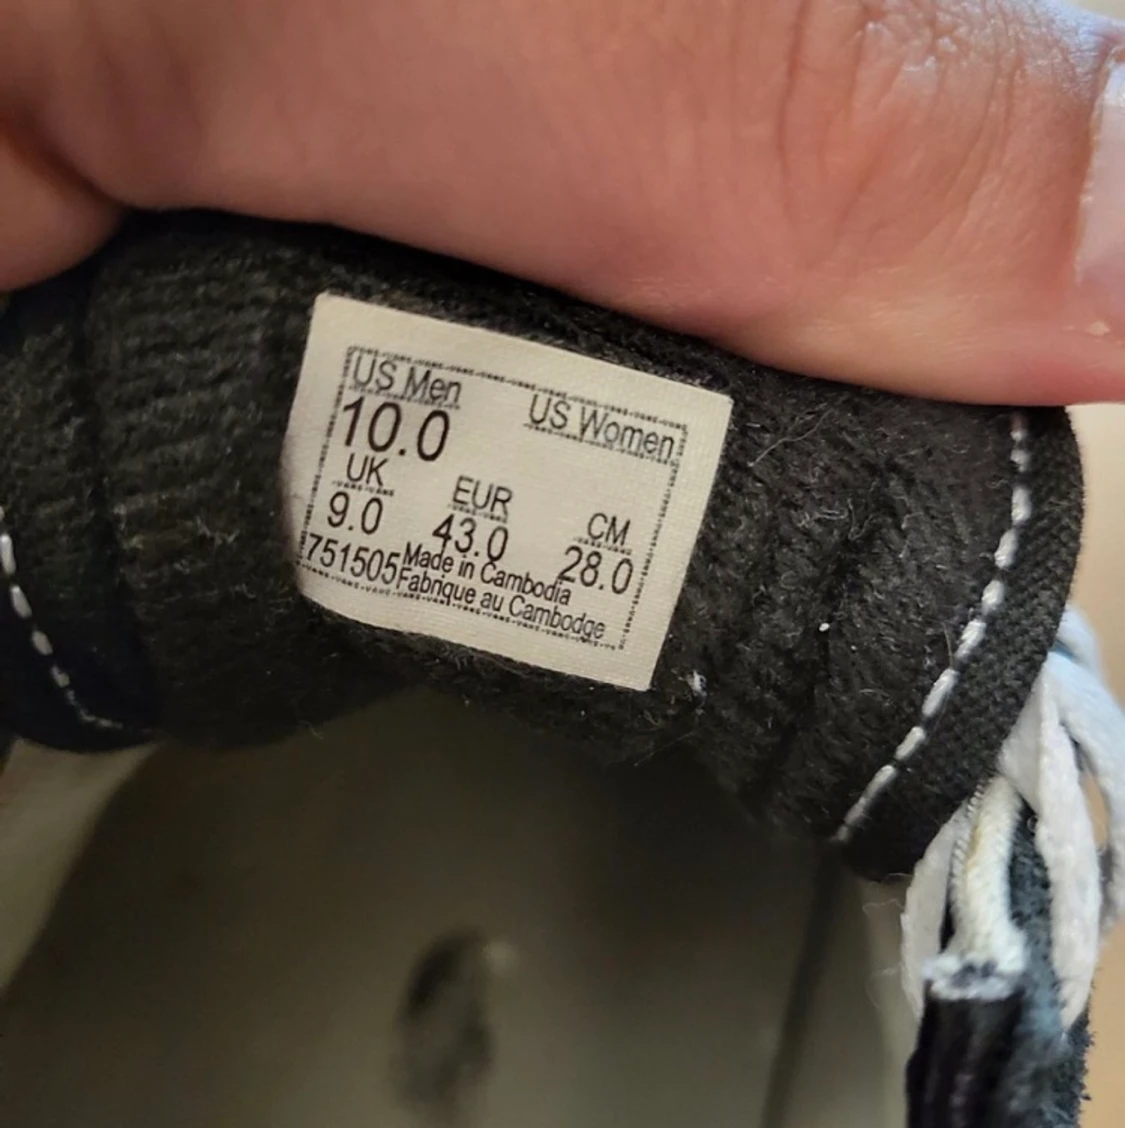 US Men US Women
10.0
UK EUR CM
9.0 43.0 28.0
751505 Made in Cambodia
Fabrique au Cambodge